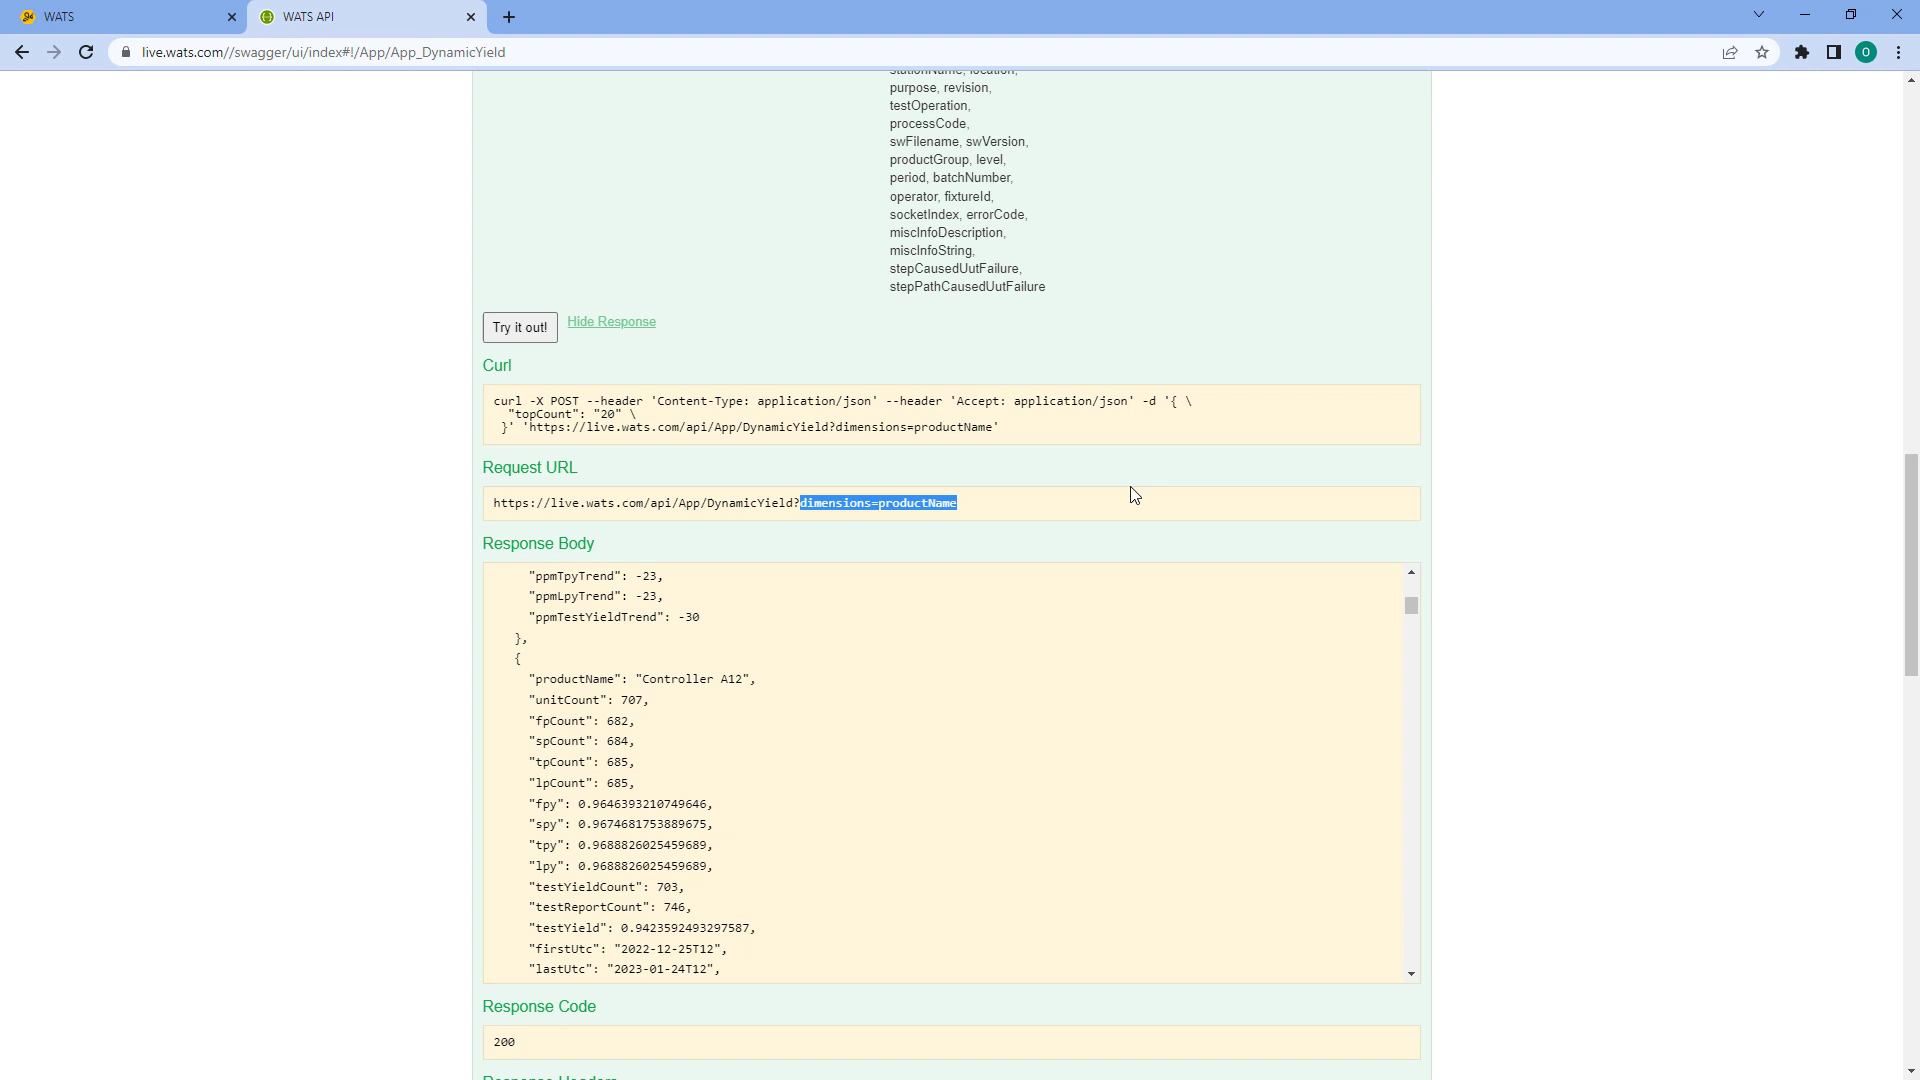 WATS
WATS API
live.wats.com//swagger/ui/index#!/App/App_DynamicYield
O
stationName, location,
purpose, revision,
testOperation,
processCode,
swFilename, swVersion,
productGroup, level,
period, batchNumber,
operator, fixtureId,
socketIndex, errorCode,
miscInfoDescription,
miscInfoString,
stepCausedUutFailure,
stepPathCausedUutFailure
Try it out!
Hide Response
Curl
curl -X POST --header 'Content-Type: application/json' --header 'Accept: application/json' -d '{ \
"topCount": "20" \
}' 'https://live.wats.com/api/App/DynamicYield?dimensions=productName'
Request URL
https://live.wats.com/api/App/DynamicYield?dimensions=productName
Response Body
"ppmTpyTrend": -23,
"ppmLpyTrend": -23,
"ppmTestYieldTrend": -30
},
{
"productName": "Controller A12",
"unitCount": 707,
"fpCount": 682,
"spCount": 684,
"tpCount": 685,
"lpCount": 685,
"fpy": 0.9646393210749646,
"spy": 0.9674681753889675,
"tpy": 0.9688826025459689,
"lpy": 0.9688826025459689,
"testYieldCount": 703,
"testReportCount": 746,
"testYield": 0.9423592493297587,
"firstUtc": "2022-12-25T12",
"lastUtc": "2023-01-24T12",
Response Code
200
Response Headers